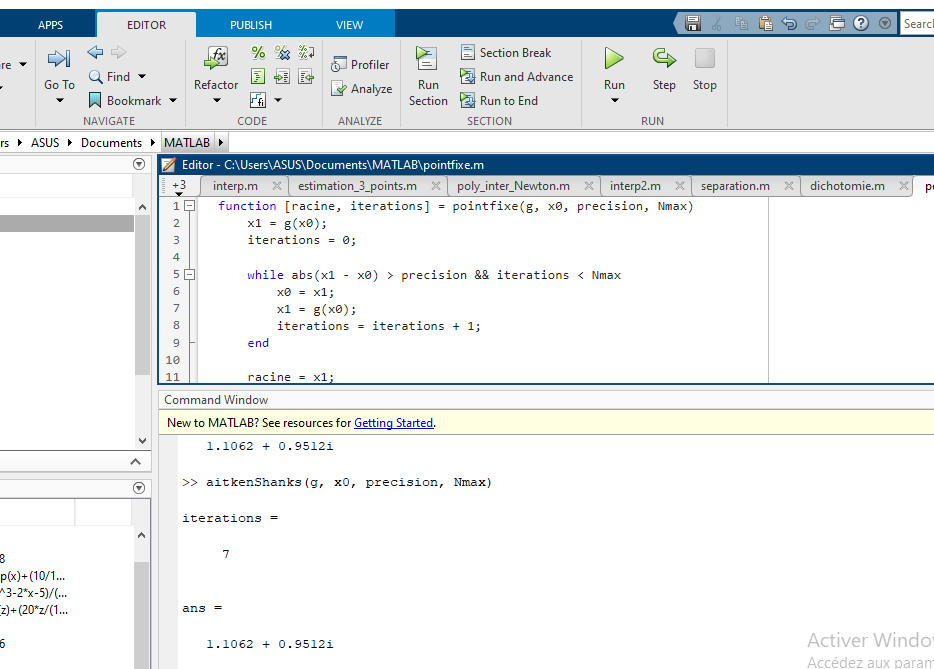 APPS EDITOR PUBLISH VIEW Search
Go To Find Bookmark
NAVIGATE
Refactor
CODE
Profiler
Analyze
ANALYZE
Run Section
Section Break
Run and Advance
Run to End
SECTION
Run Step Stop
RUN
rs ▸ ASUS ▸ Documents ▸ MATLAB ▸
Editor - C:\Users\ASUS\Documents\MATLAB\pointfixe.m
+3 interp.m × estimation_3_points.m × poly_inter_Newton.m × interp2.m × separation.m × dichotomie.m ×
1 function [racine, iterations] = pointfixe(g, x0, precision, Nmax)
2 x1 = g(x0);
3 iterations = 0;
4
5 while abs(x1 - x0) > precision && iterations < Nmax
6 x0 = x1;
7 x1 = g(x0);
8 iterations = iterations + 1;
9 end
10
11 racine = x1;
Command Window
New to MATLAB? See resources for Getting Started.
1.1062 + 0.9512i
>> aitkenShanks(g, x0, precision, Nmax)
iterations =
7
ans =
1.1062 + 0.9512i
8
p(x)+(10/1...
^3-2*x-5)/(...
(z)+(20*z/(1...
6
Activer Windo
Accédez aux param